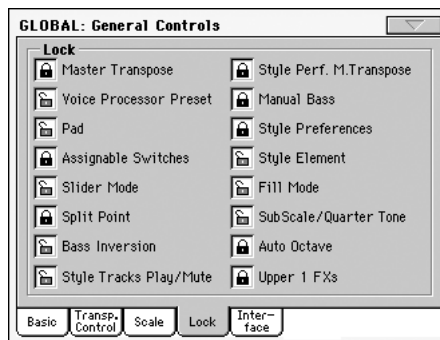 GLOBAL: General Controls
Lock
Master Transpose
Voice Processor Preset
Pad
Assignable Switches
Slider Mode
Split Point
Bass Inversion
Style Tracks Play/Mute
Style Perf. M.Transpose
Manual Bass
Style Preferences
Style Element
Fill Mode
SubScale/Quarter Tone
Auto Octave
Upper 1 FXs
Basic
Transp.
Control
Scale
Lock
Inter-
face